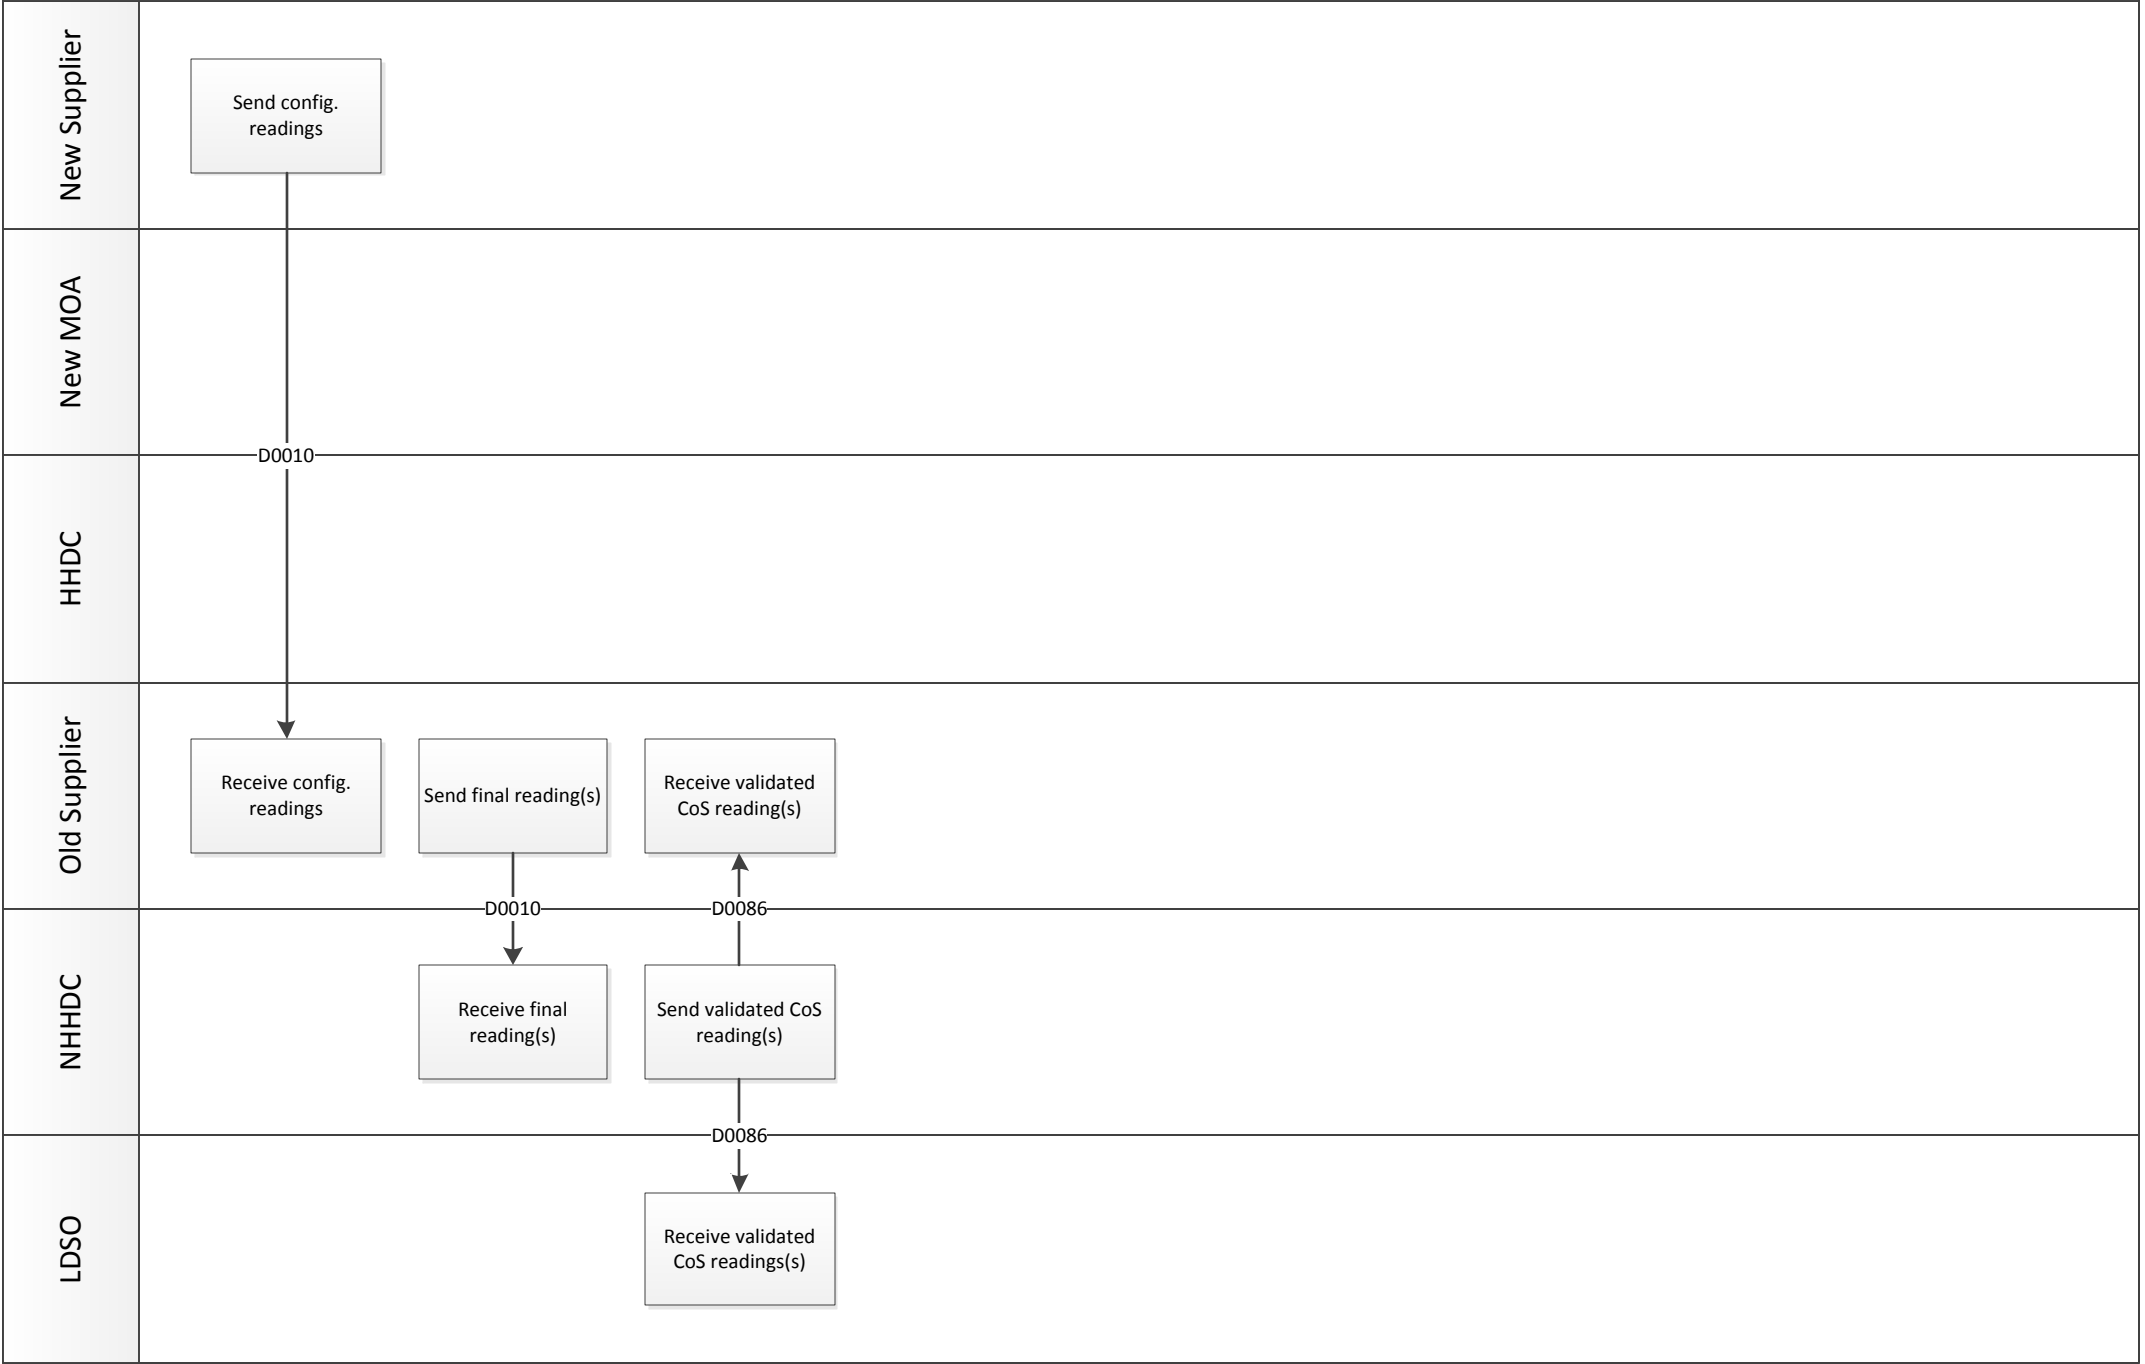 New Supplier
Send config.
readings
New MOA
D0010
HHDC
Old Supplier
Receive config.
readings
Send final reading(s)
Receive validated
CoS reading(s)
D0010
D0086
NHHDC
Receive final
reading(s)
Send validated CoS
reading(s)
D0086
LDSO
Receive validated
CoS readings(s)